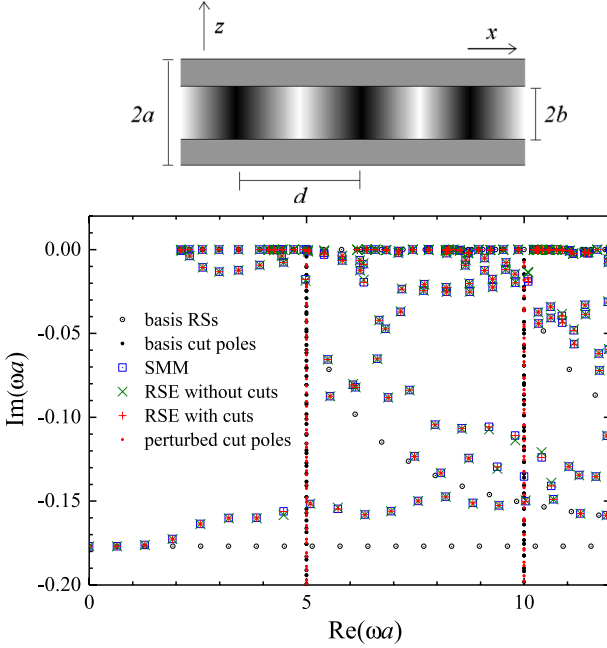 z
x
2a
2b
d
0.00
-0.05
-0.10
-0.15
-0.20
Im(ωa)
basis RSs
basis cut poles
SMM
RSE without cuts
RSE with cuts
perturbed cut poles
0
5
10
Re(ωa)